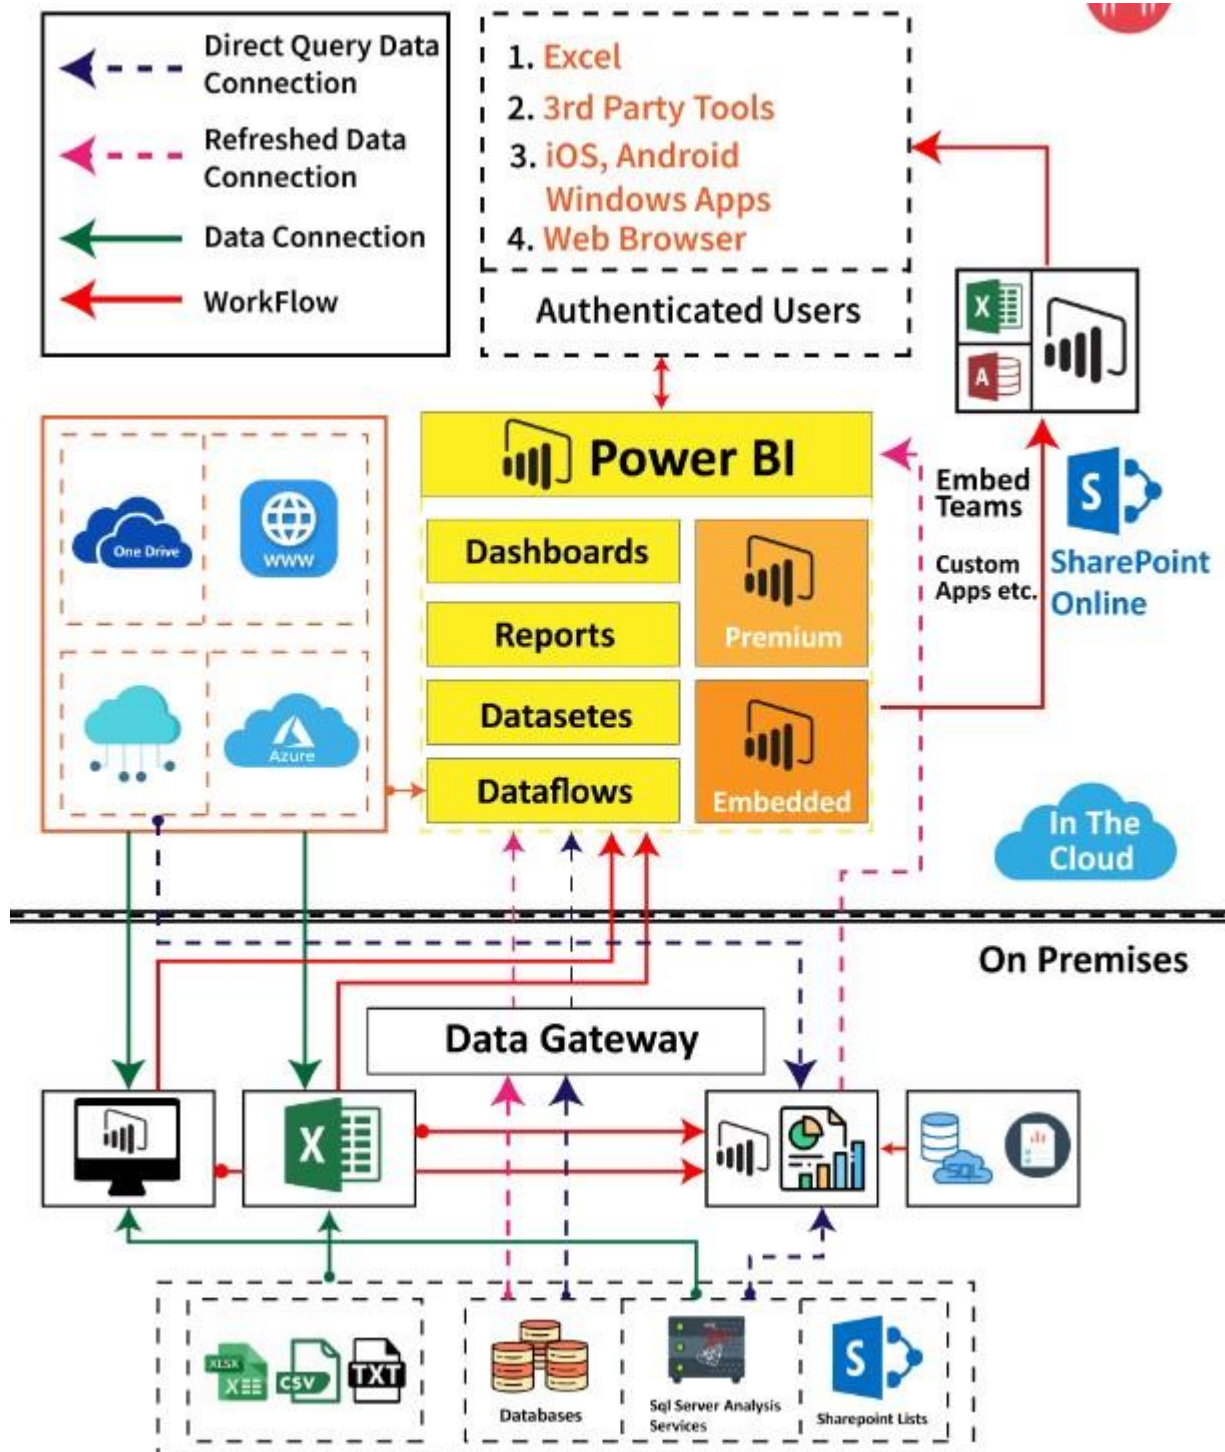 Direct Query Data
Connection
Refreshed Data
Connection
Data Connection
WorkFlow
1. Excel
2. 3rd Party Tools
3. iOS, Android
Windows Apps
4. Web Browser
Authenticated Users
X
A
One Drive
WWW
Azure
Power BI
Dashboards
Reports
Datasetes
Dataflows
Premium
Embedded
Embed
Teams
Custom
Apps etc.
S
SharePoint
Online
In The
Cloud
On Premises
Data Gateway
X
SQL
XLSX
X
CSV
TXT
Databases
Sql Server Analysis
Services
S
Sharepoint Lists